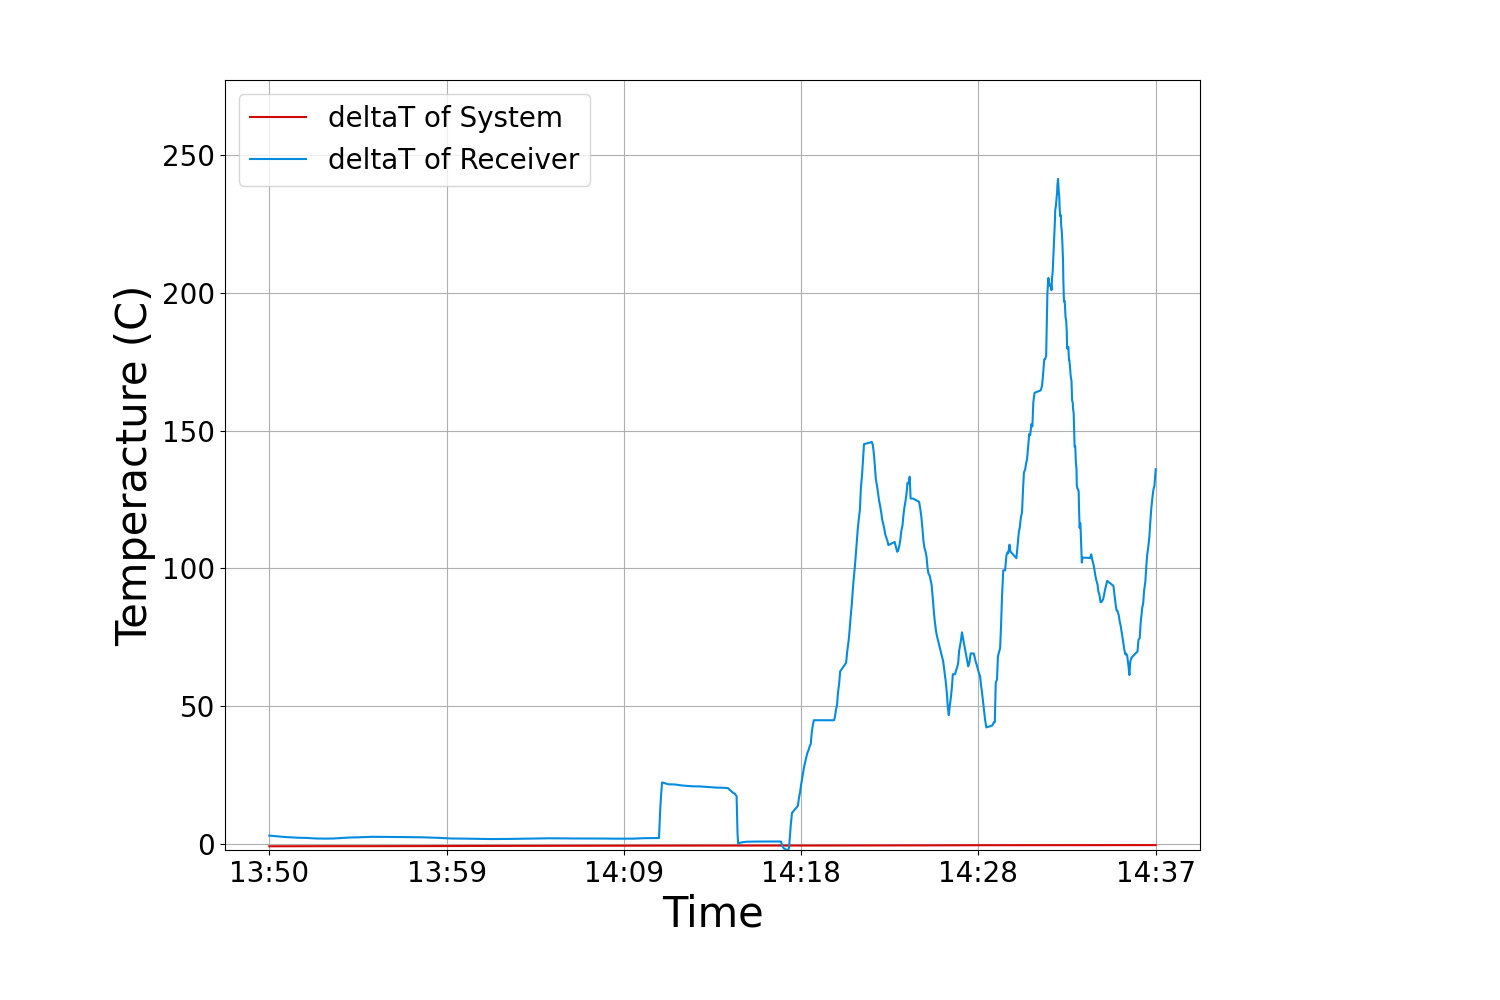 deltaT of System
deltaT of Receiver
250
200
150
100
50
0
Temperacture (C)
13:50 13:59 14:09 14:18 14:28 14:37
Time